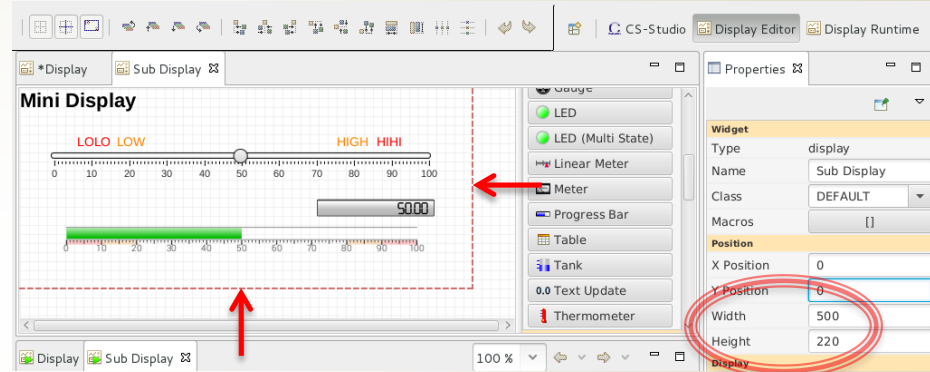 CS-Studio Display Editor Display Runtime
*Display Sub Display
Mini Display
LOLO LOW HIGH HIHI
0 10 20 30 40 50 60 70 80 90 100
50.00
0 10 20 30 40 50 60 70 80 90 100
Gauge
LED
LED (Multi State)
Linear Meter
Meter
Progress Bar
Table
Tank
0.0 Text Update
Thermometer
Properties
Widget
Type display
Name Sub Display
Class DEFAULT
Macros []
Position
X Position 0
Y Position 0
Width 500
Height 220
Display
Display Sub Display 100 %